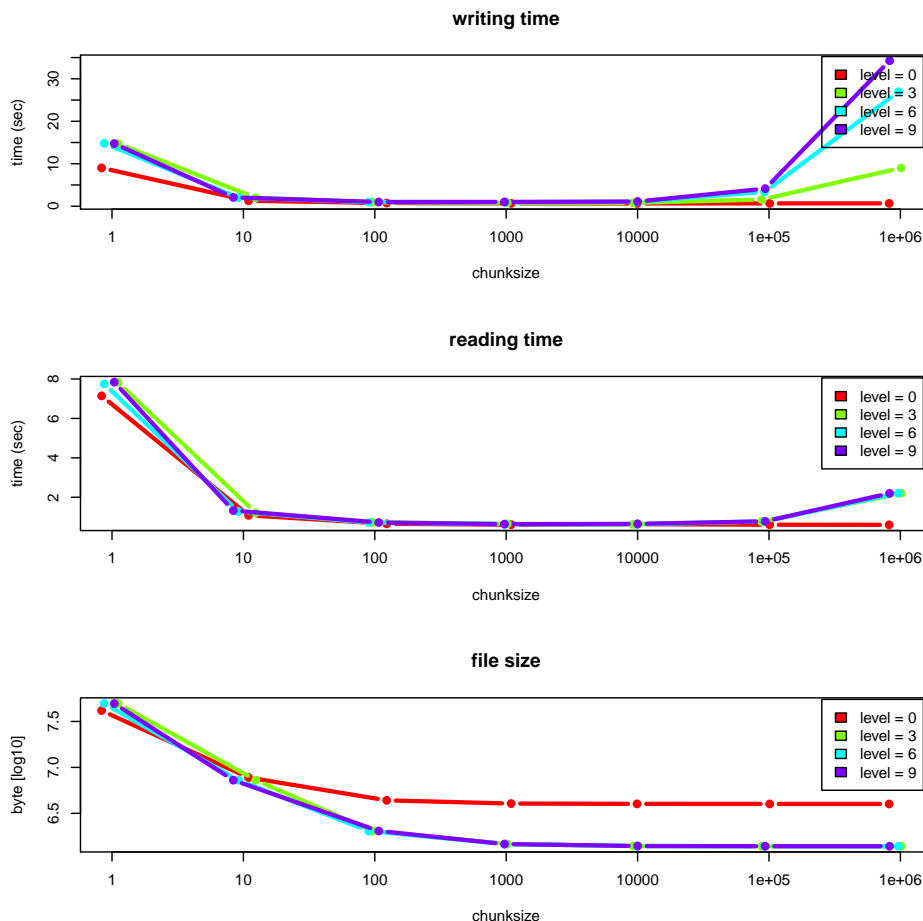 writing time
time (sec)
0
10
20
30
1
10
100
1000
10000
1e+05
1e+06
chunksize
level = 0
level = 3
level = 6
level = 9
reading time
time (sec)
2
4
6
8
1
10
100
1000
10000
1e+05
1e+06
chunksize
level = 0
level = 3
level = 6
level = 9
file size
byte [log10]
6.5
7.0
7.5
1
10
100
1000
10000
1e+05
1e+06
chunksize
level = 0
level = 3
level = 6
level = 9